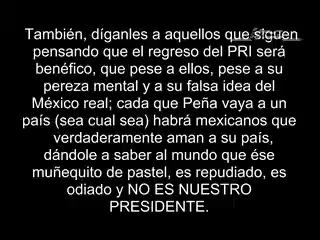 También, díganles a aquellos que siguen
pensando que el regreso del PRI será
benéfico, que pese a ellos, pese a su
pereza mental y a su falsa idea del
México real; cada que Peña vaya a un
país (sea cual sea) habrá mexicanos que
verdaderamente aman a su país,
dándole a saber al mundo que ése
muñequito de pastel, es repudiado, es
odiado y NO ES NUESTRO
PRESIDENTE.